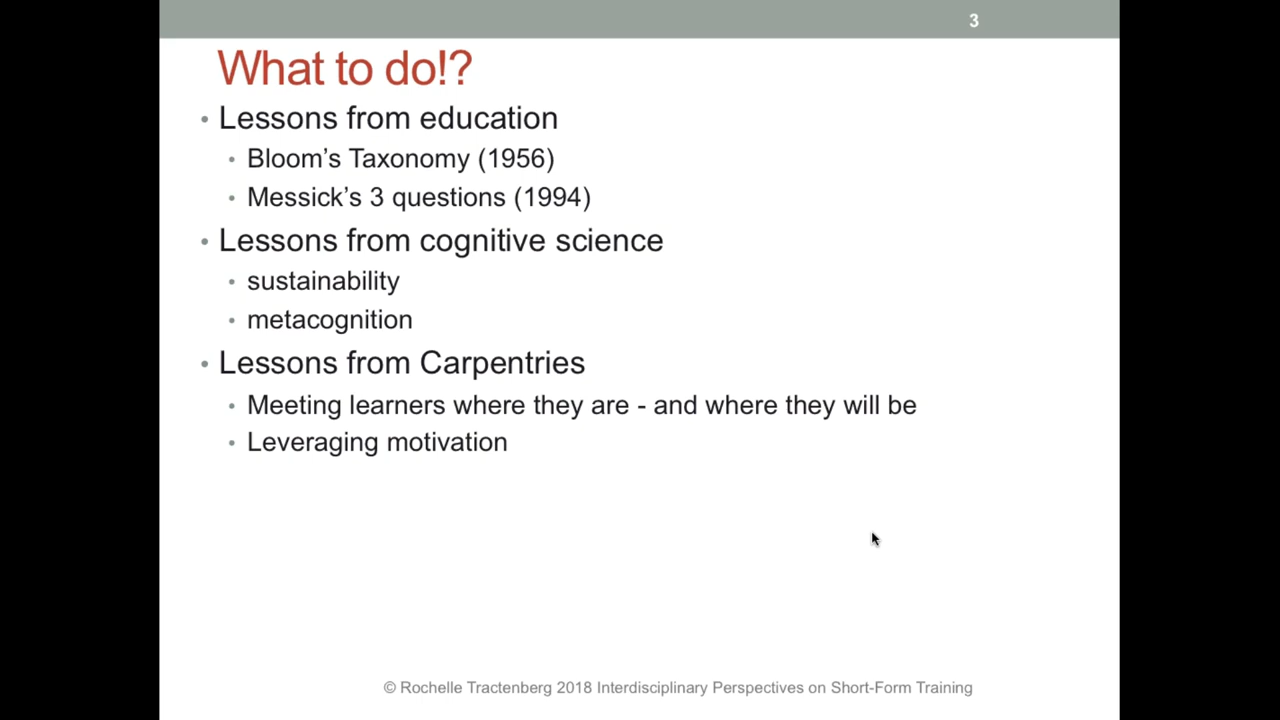 3
What to do!?
• Lessons from education
• Bloom’s Taxonomy (1956)
• Messick’s 3 questions (1994)
• Lessons from cognitive science
• sustainability
• metacognition
• Lessons from Carpentries
• Meeting learners where they are - and where they will be
• Leveraging motivation
© Rochelle Tractenberg 2018 Interdisciplinary Perspectives on Short-Form Training